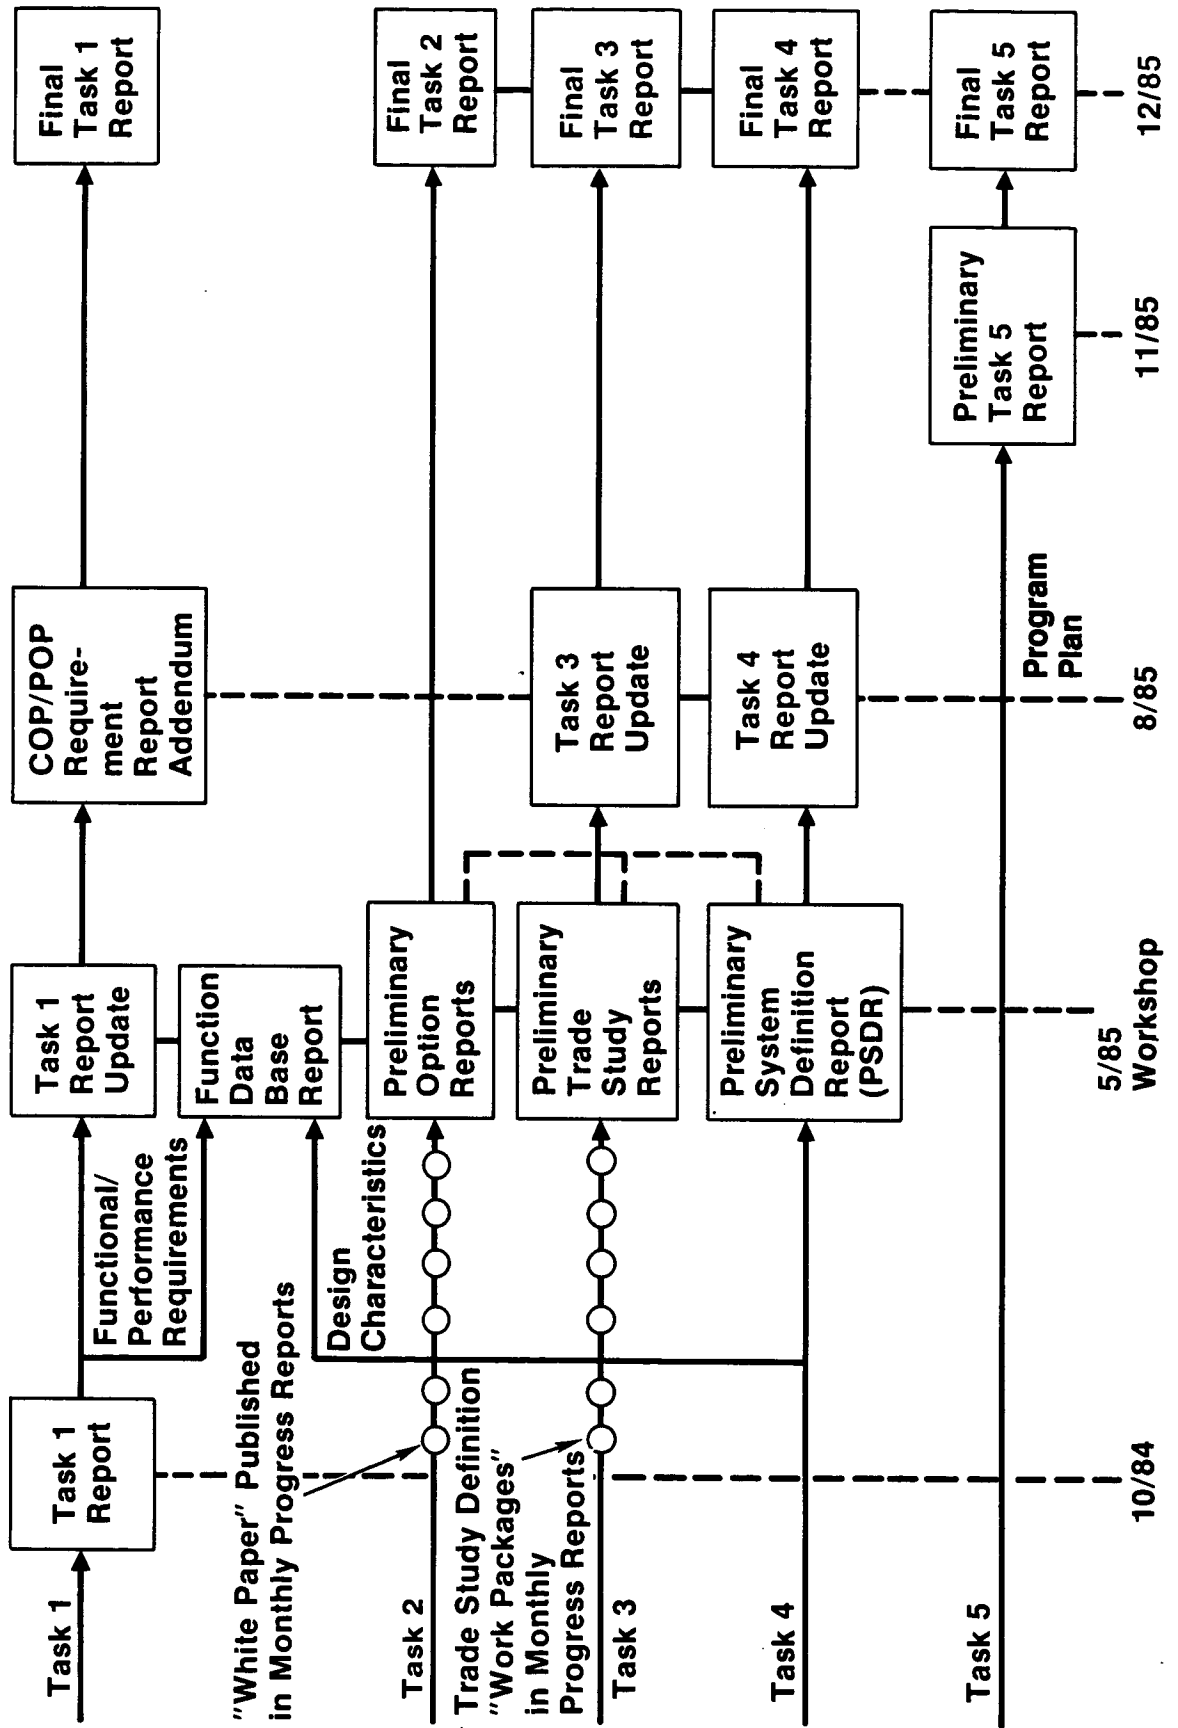 Task 1
Task 1
Report
Functional/
Performance
Requirements
Task 1
Report
Update
COP/POP
Require-
ment
Report
Addendum
Final
Task 1
Report
Function
Data
Base
Report
"White Paper" Published
in Monthly Progress Reports
Design
Characteristics
Task 2
Preliminary
Option
Reports
Final
Task 2
Report
Trade Study Definition
"Work Packages"
in Monthly
Progress Reports
Task 3
Preliminary
Trade
Study
Reports
Task 3
Report
Update
Final
Task 3
Report
Task 4
Preliminary
System
Definition
Report
(PSDR)
Task 4
Report
Update
Final
Task 4
Report
Task 5
Program
Plan
Preliminary
Task 5
Report
Final
Task 5
Report
10/84
5/85
Workshop
8/85
11/85
12/85